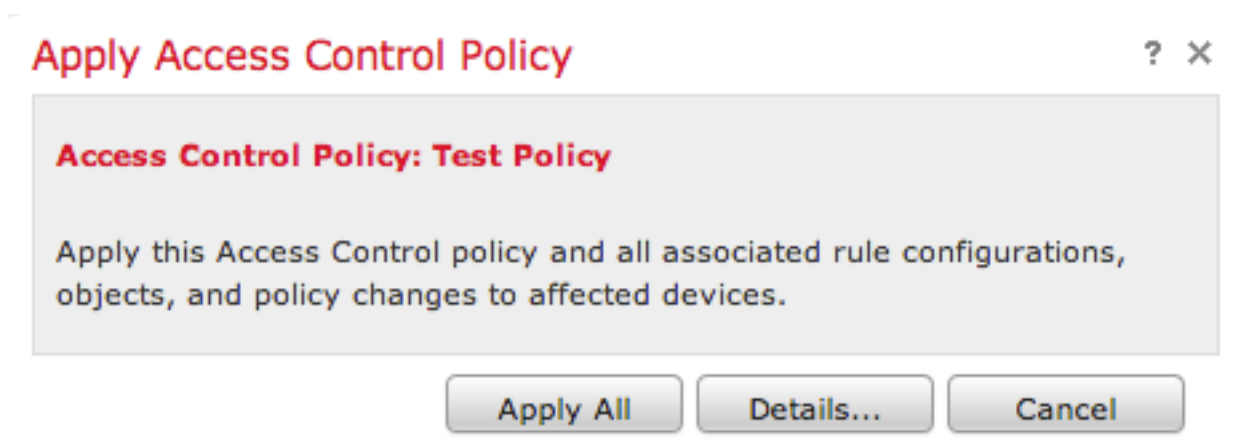 Apply Access Control Policy ? ×
Access Control Policy: Test Policy
Apply this Access Control policy and all associated rule configurations,
objects, and policy changes to affected devices.
Apply All Details... Cancel